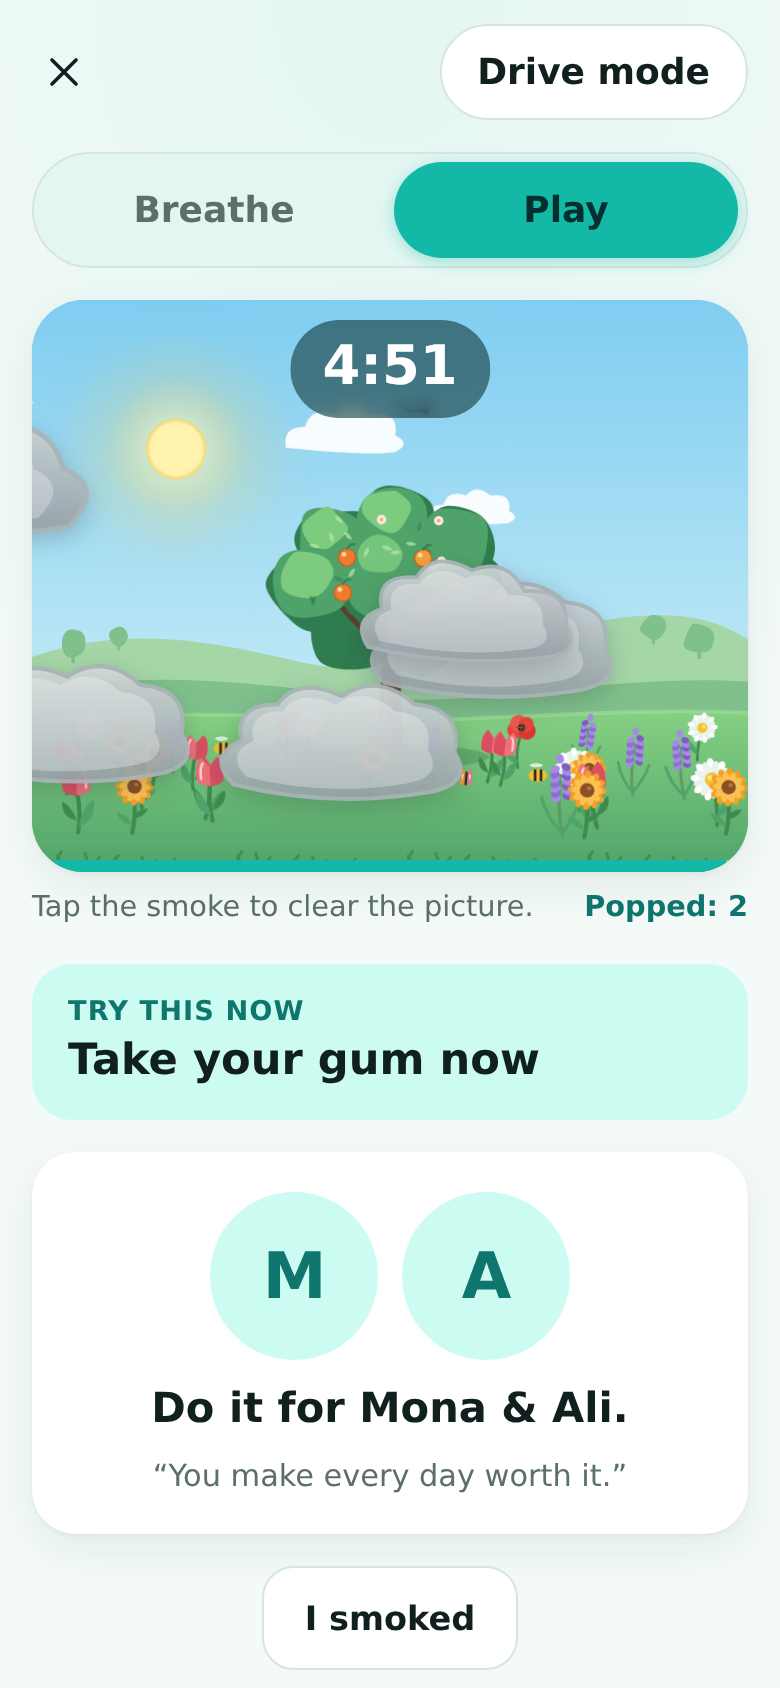 Drive mode
Breathe
Play
4:51
Tap the smoke to clear the picture.
Popped: 2
TRY THIS NOW
Take your gum now
M
A
Do it for Mona & Ali.
“You make every day worth it.”
I smoked